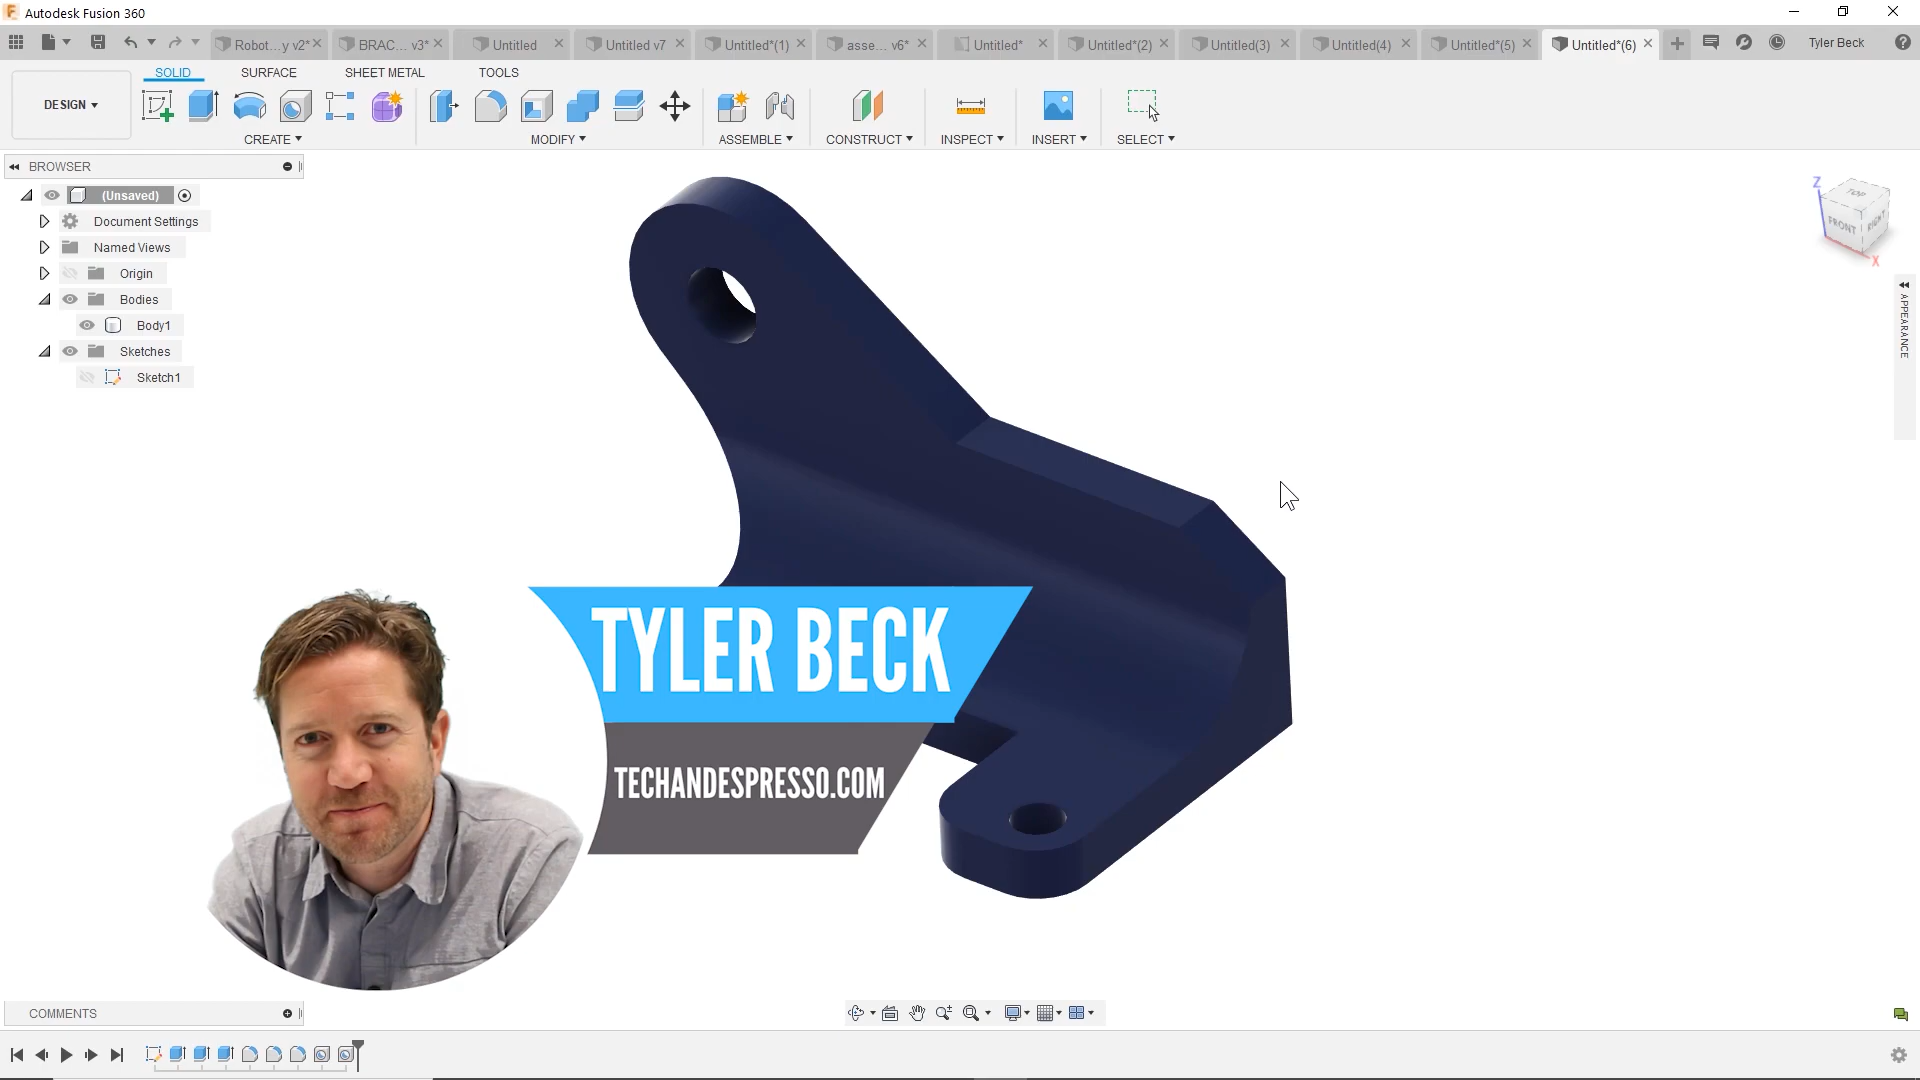 Autodesk Fusion 360
Robot...y v2*
BRAC... v3*
Untitled
Untitled v7
Untitled*(1)
asse... v6*
Untitled*
Untitled*(2)
Untitled(3)
Untitled(4)
Untitled*(5)
Untitled*(6)
Tyler Beck
SOLID
SURFACE
SHEET METAL
TOOLS
DESIGN
CREATE
MODIFY
ASSEMBLE
CONSTRUCT
INSPECT
INSERT
SELECT
BROWSER
(Unsaved)
Document Settings
Named Views
Origin
Bodies
Body1
Sketches
Sketch1
Z
TOP
FRONT
RIGHT
X
APPEARANCE
TYLER BECK
TECHANDESPRESSO.COM
COMMENTS